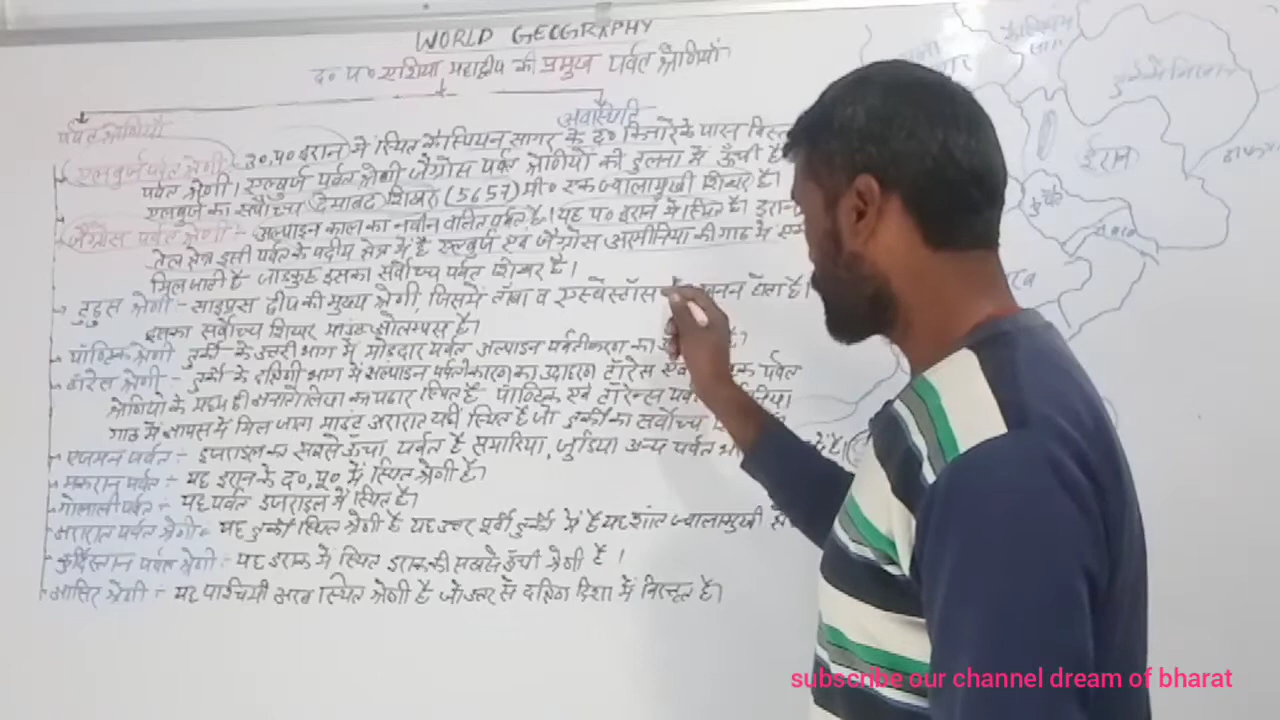 WORLD GEOGRAPHY
द० प० एशिया महाद्वीप की प्रमुख पर्वत श्रेणियाँ
पर्वत श्रेणियाँ
अवस्थिति
एलबुर्ज पर्वत श्रेणी - उ० प० ईरान में स्थित कैस्पियन सागर के द० किनारे के पास
पर्वत श्रेणी। एलबुर्ज पर्वत श्रेणी जैग्रोस पर्वत श्रेणियों की तुलना में ऊँची है
एलबुर्ज का सर्वोच्च देमाबंद शिखर (5654) मी० एक ज्वालामुखी शिखर है।
जैग्रोस पर्वत श्रेणी :- अल्पाइन काल का नवीन वलित पर्वत है। यह प० ईरान में स्थित है। ईरान
तेल क्षेत्र इसी पर्वत के पदीय क्षेत्र में है एलबुर्ज एवं जैग्रोस अर्मीनिया की गाठ में
मिल जाती है इसका सर्वोच्च पर्वत शिखर है।
श्रेणी :- साइप्रस द्वीप की मुख्य श्रेणी, जिसमें ताँबा व एस्बेस्टॉस खनन होता है।
इसका सर्वोच्च शिखर माउंट ओलम्पस है।
पॉण्टिक श्रेणी तुर्की के उत्तरी भाग में मोडदार पर्वत अल्पाइन पर्वतीकरण का है।
टॉरेस श्रेणी - तुर्की के दक्षिणी भाग में अल्पाइन पर्वतीकरण का उदाहरण टॉरेस एवं पर्वत
श्रेणियों के मध्य ही अनातोलिया का पठार स्थित है पॉण्टिक एवं टॉरेन्स
गाठ में आपस में मिल जाता माउंट अरारात यहीं स्थित है जो तुर्की का सर्वोच्च
पर्वत :- इजराइल का सबसे ऊँचा पर्वत है समारिया, जुडिया अन्य पर्वत
मकरान पर्वत :- यह ईरान के द० पू० में स्थित श्रेणी है।
पर्वत :- यह पर्वत इजराइल में स्थित है।
अरारात पर्वत श्रेणी :- यह तुर्की स्थित श्रेणी है यह उत्तर पूर्वी तुर्की में है यह शांत ज्वालामुखी
कुर्दिस्तान पर्वत श्रेणी :- यह इराक में स्थित इराक की सबसे ऊँची श्रेणी है।
आसिर श्रेणी :- यह पश्चिमी अरब स्थित श्रेणी है जो उत्तर से दक्षिण दिशा में विस्तृत है।
कैस्पियन
सागर
तुर्कमेनिस्तान
ईरान
कुवैत
subscribe our channel dream of bharat